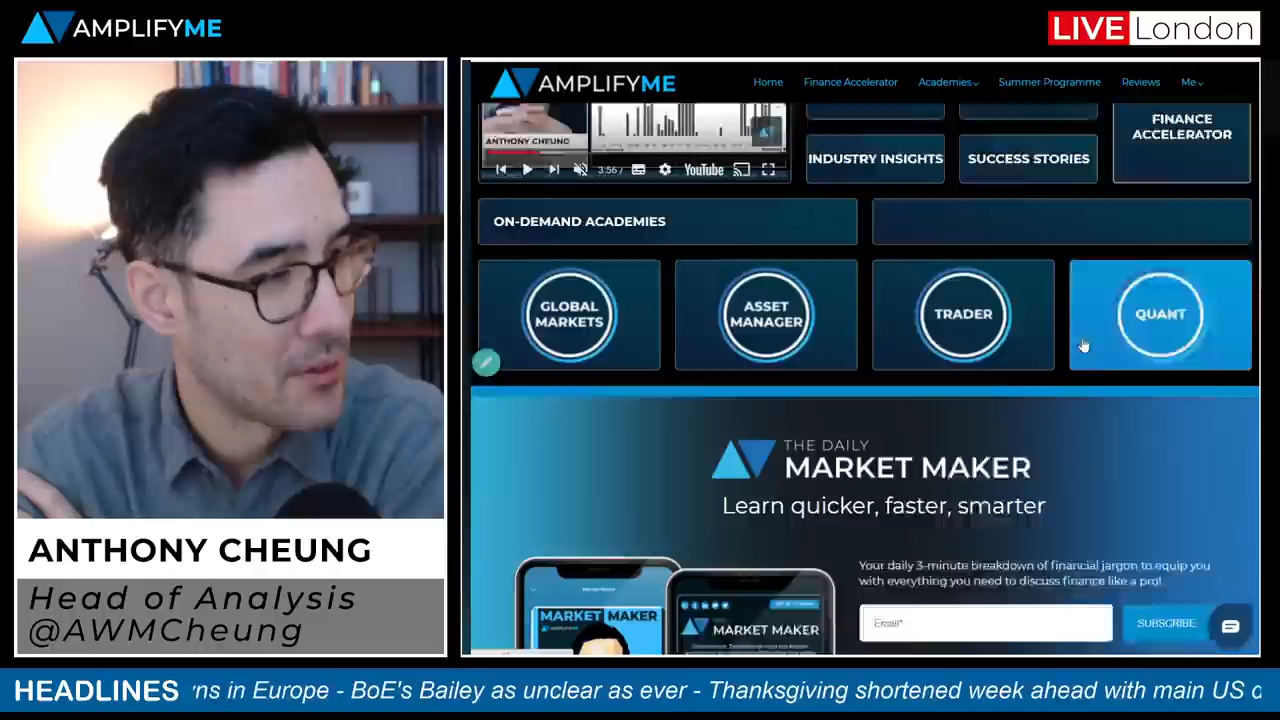 AMPLIFYME
LIVE London
AMPLIFYME
Home
Finance Accelerator
Academies
Summer Programme
Reviews
Me
ANTHONY CHEUNG
3:56 /
YouTube
INDUSTRY INSIGHTS
SUCCESS STORIES
FINANCE
ACCELERATOR
ON-DEMAND ACADEMIES
GLOBAL
MARKETS
ASSET
MANAGER
TRADER
QUANT
THE DAILY
MARKET MAKER
Learn quicker, faster, smarter
Your daily 3-minute breakdown of financial jargon to equip you
with everything you need to discuss finance like a pro!
Email*
SUBSCRIBE
MARKET MAKER
MARKET MAKER
ANTHONY CHEUNG
Head of Analysis
@AWMCheung
HEADLINES
in Europe - BoE's Bailey as unclear as ever - Thanksgiving shortened week ahead with main US